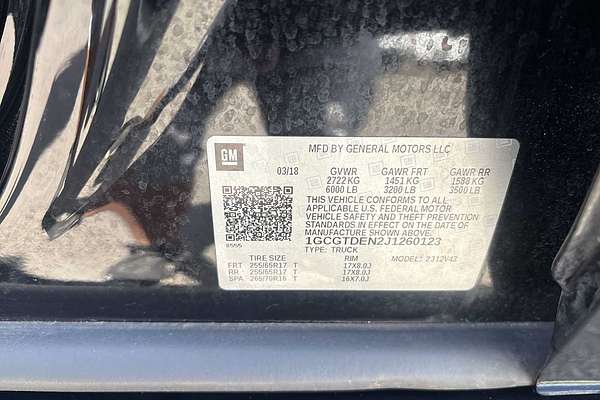 GM
MFD BY GENERAL MOTORS LLC
03/18 GVWR GAWR FRT GAWR RR
2722 KG 1451 KG 1588 KG
6000 LB 3200 LB 3500 LB
THIS VEHICLE CONFORMS TO ALL
APPLICABLE U.S. FEDERAL MOTOR
VEHICLE SAFETY AND THEFT PREVENTION
STANDARDS IN EFFECT ON THE DATE OF
MANUFACTURE SHOWN ABOVE.
1GCGTDEN2J1260123
TYPE: TRUCK MODEL:
TIRE SIZE RIM
FRT 255/65R17 T 17X8.0J
RR 255/65R17 T 17X8.0J
SPA 265/70R16 T 16X7.0J